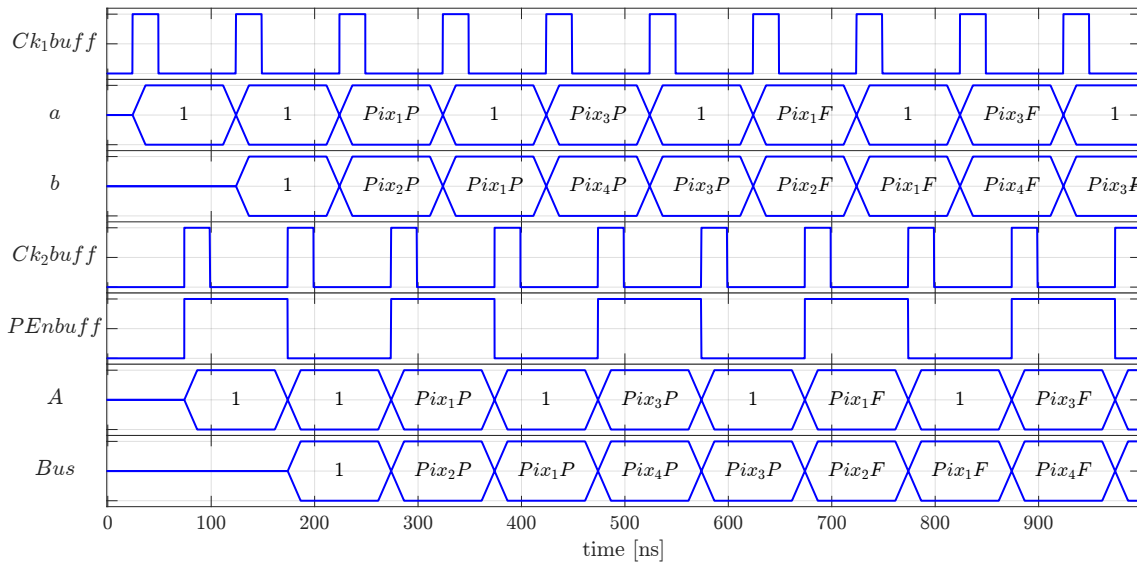 Ck1buff
a 1 1 Pix1P 1 Pix3P 1 Pix1F 1 Pix3F 1
b 1 Pix2P Pix1P Pix4P Pix3P Pix2F Pix1F Pix4F
Ck2buff
PEnbuff
A 1 1 Pix1P 1 Pix3P 1 Pix1F 1 Pix3F
Bus 1 Pix2P Pix1P Pix4P Pix3P Pix2F Pix1F Pix4F
0 100 200 300 400 500 600 700 800 900
time [ns]